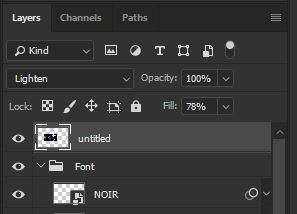 Layers Channels Paths
Kind
Lighten Opacity: 100%
Lock: Fill: 78%
untitled
Font
NOIR